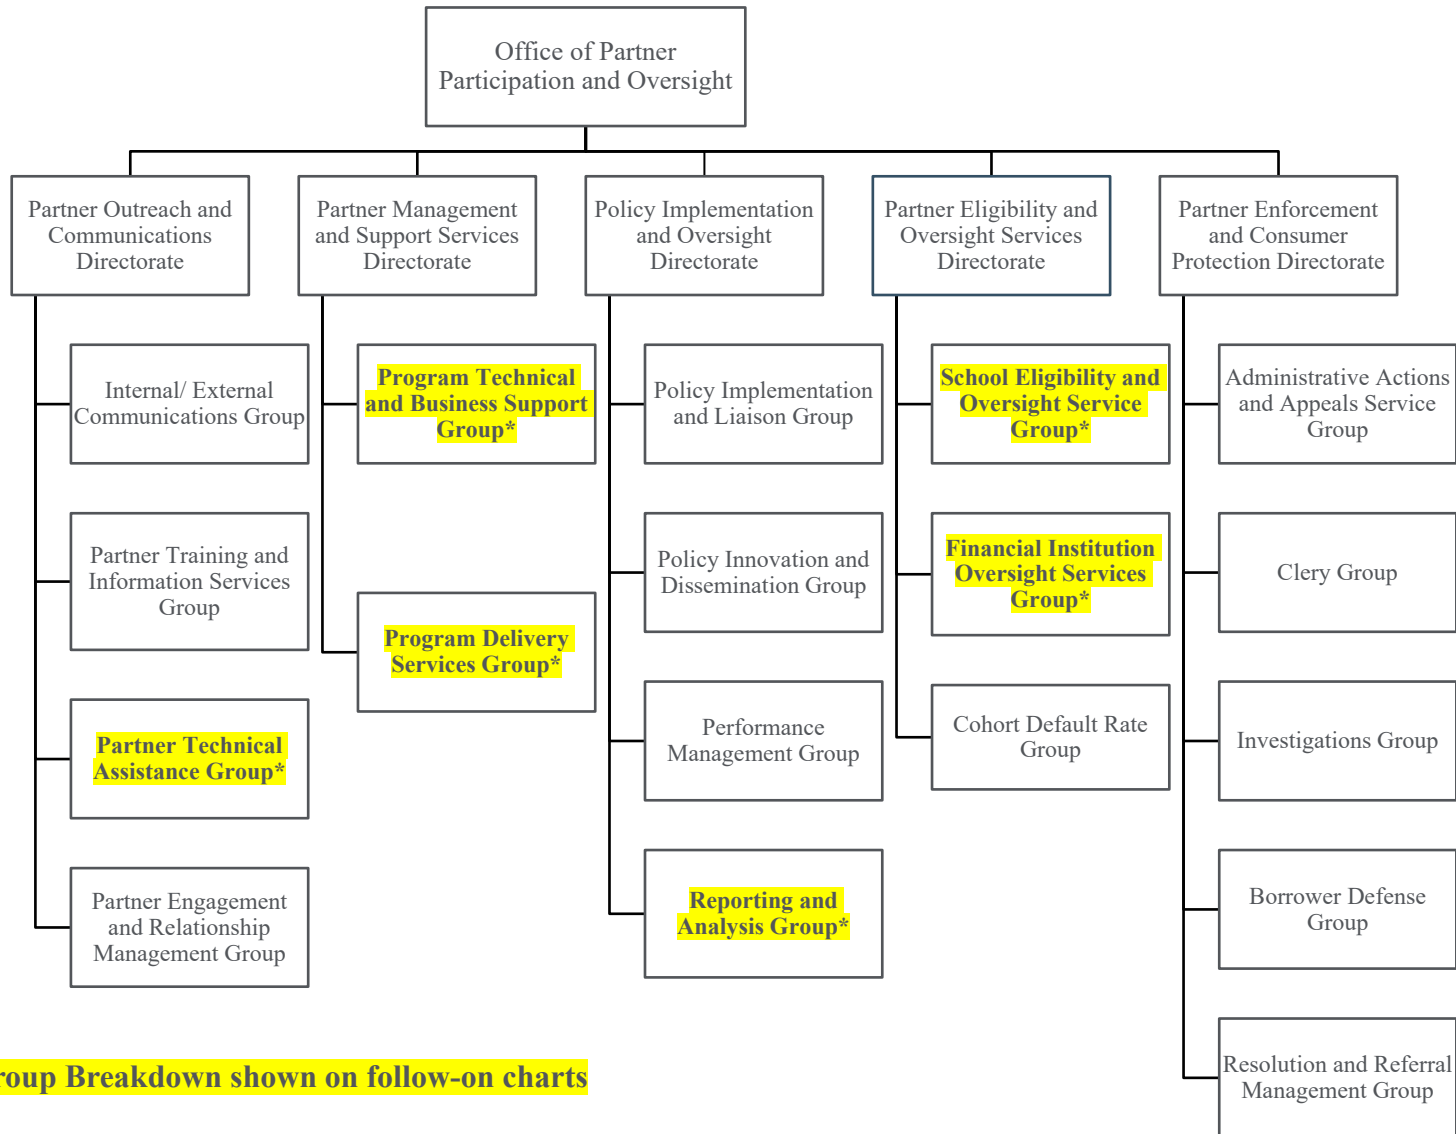 Office of Partner
Participation and Oversight
Partner Outreach and
Communications
Directorate
Partner Management
and Support Services
Directorate
Policy Implementation
and Oversight
Directorate
Partner Eligibility and
Oversight Services
Directorate
Partner Enforcement
and Consumer
Protection Directorate
Internal/ External
Communications Group
Partner Training and
Information Services
Group
Partner Technical
Assistance Group*
Partner Engagement
and Relationship
Management Group
Program Technical
and Business Support
Group*
Program Delivery
Services Group*
Policy Implementation
and Liaison Group
Policy Innovation and
Dissemination Group
Performance
Management Group
Reporting and
Analysis Group*
School Eligibility and
Oversight Service
Group*
Financial Institution
Oversight Services
Group*
Cohort Default Rate
Group
Administrative Actions
and Appeals Service
Group
Clery Group
Investigations Group
Borrower Defense
Group
Resolution and Referral
Management Group
roup Breakdown shown on follow-on charts